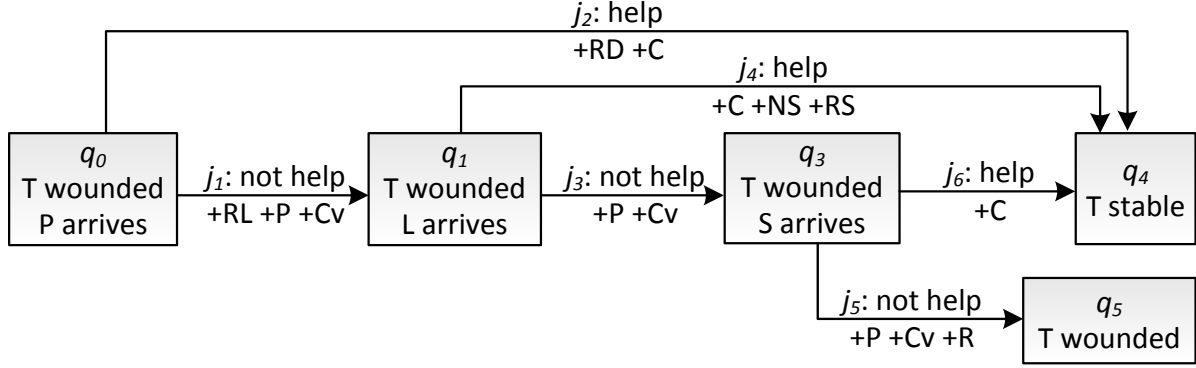 j2: help
+RD +C
j4: help
+C +NS +RS
q0
T wounded
P arrives
j1: not help
+RL +P +Cv
q1
T wounded
L arrives
j3: not help
+P +Cv
q3
T wounded
S arrives
j6: help
+C
q4
T stable
j5: not help
+P +Cv +R
q5
T wounded